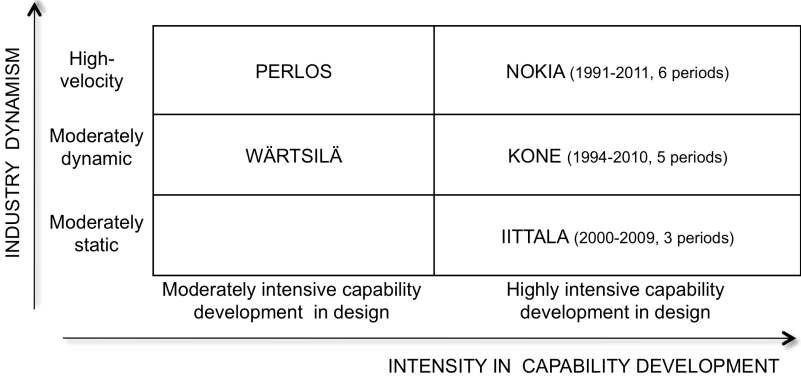 INDUSTRY DYNAMISM
High-
velocity
PERLOS
NOKIA (1991-2011, 6 periods)
Moderately
dynamic
WÄRTSILÄ
KONE (1994-2010, 5 periods)
Moderately
static
IITTALA (2000-2009, 3 periods)
Moderately intensive capability
development in design
Highly intensive capability
development in design
INTENSITY IN CAPABILITY DEVELOPMENT